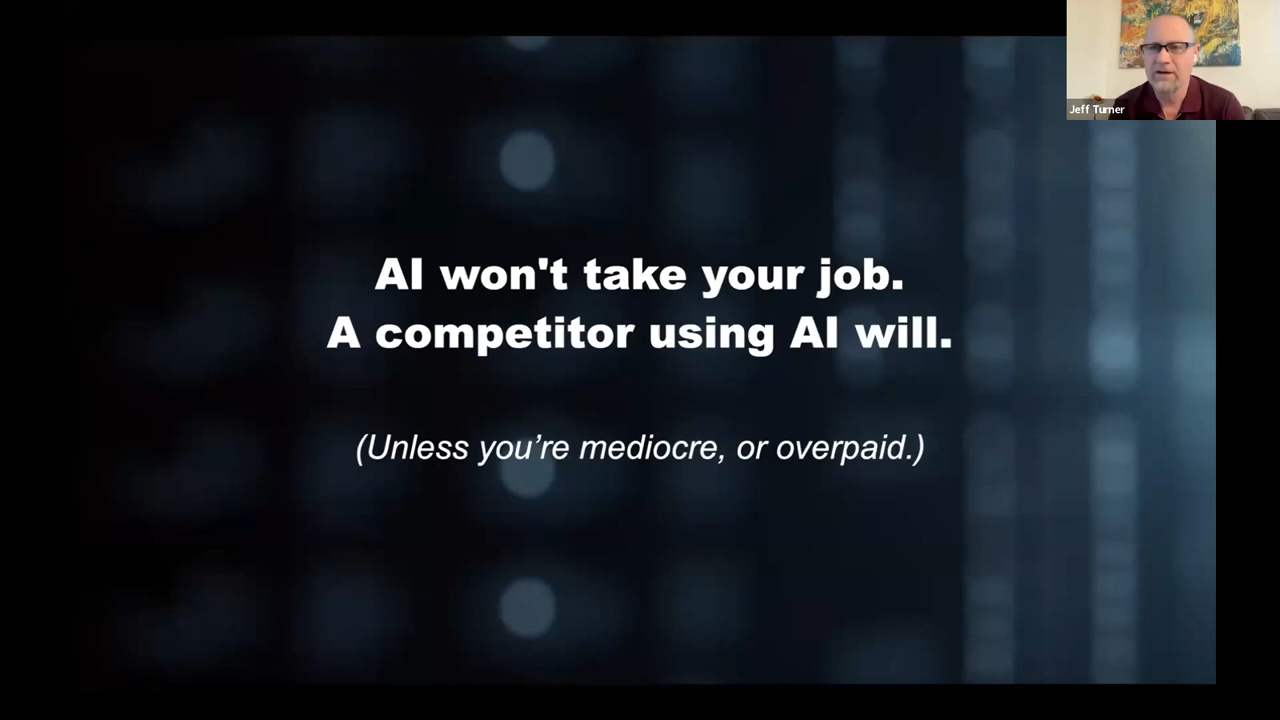 Jeff Turner
AI won't take your job.
A competitor using AI will.
(Unless you’re mediocre, or overpaid.)